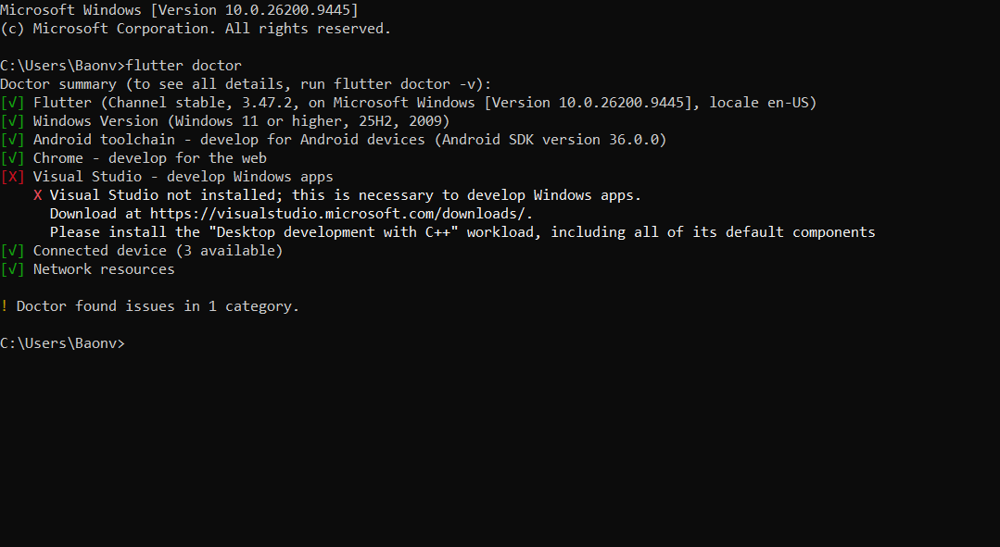 Microsoft Windows [Version 10.0.26200.9445]
(c) Microsoft Corporation. All rights reserved.
C:\Users\Baonv>flutter doctor
Doctor summary (to see all details, run flutter doctor -v):
[√] Flutter (Channel stable, 3.47.2, on Microsoft Windows [Version 10.0.26200.9445], locale en-US)
[√] Windows Version (Windows 11 or higher, 25H2, 2009)
[√] Android toolchain - develop for Android devices (Android SDK version 36.0.0)
[√] Chrome - develop for the web
[X] Visual Studio - develop Windows apps
X Visual Studio not installed; this is necessary to develop Windows apps.
Download at https://visualstudio.microsoft.com/downloads/.
Please install the "Desktop development with C++" workload, including all of its default components
[√] Connected device (3 available)
[√] Network resources
! Doctor found issues in 1 category.
C:\Users\Baonv>